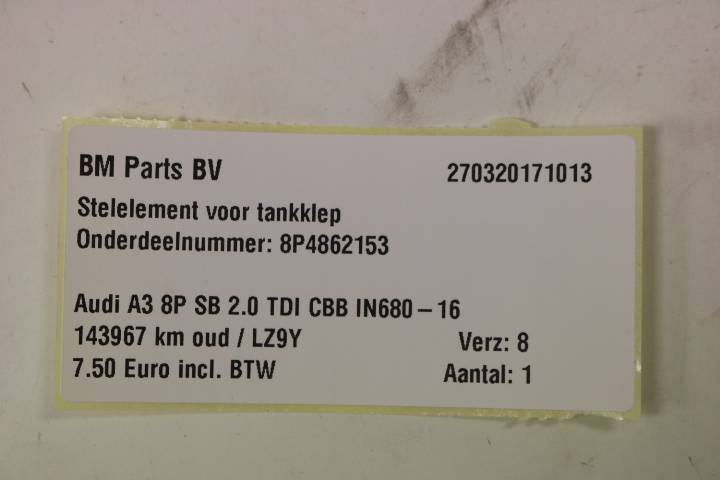 BM Parts BV 270320171013
Stelelement voor tankklep
Onderdeelnummer: 8P4862153
Audi A3 8P SB 2.0 TDI CBB IN680 – 16
143967 km oud / LZ9Y Verz: 8
7.50 Euro incl. BTW Aantal: 1